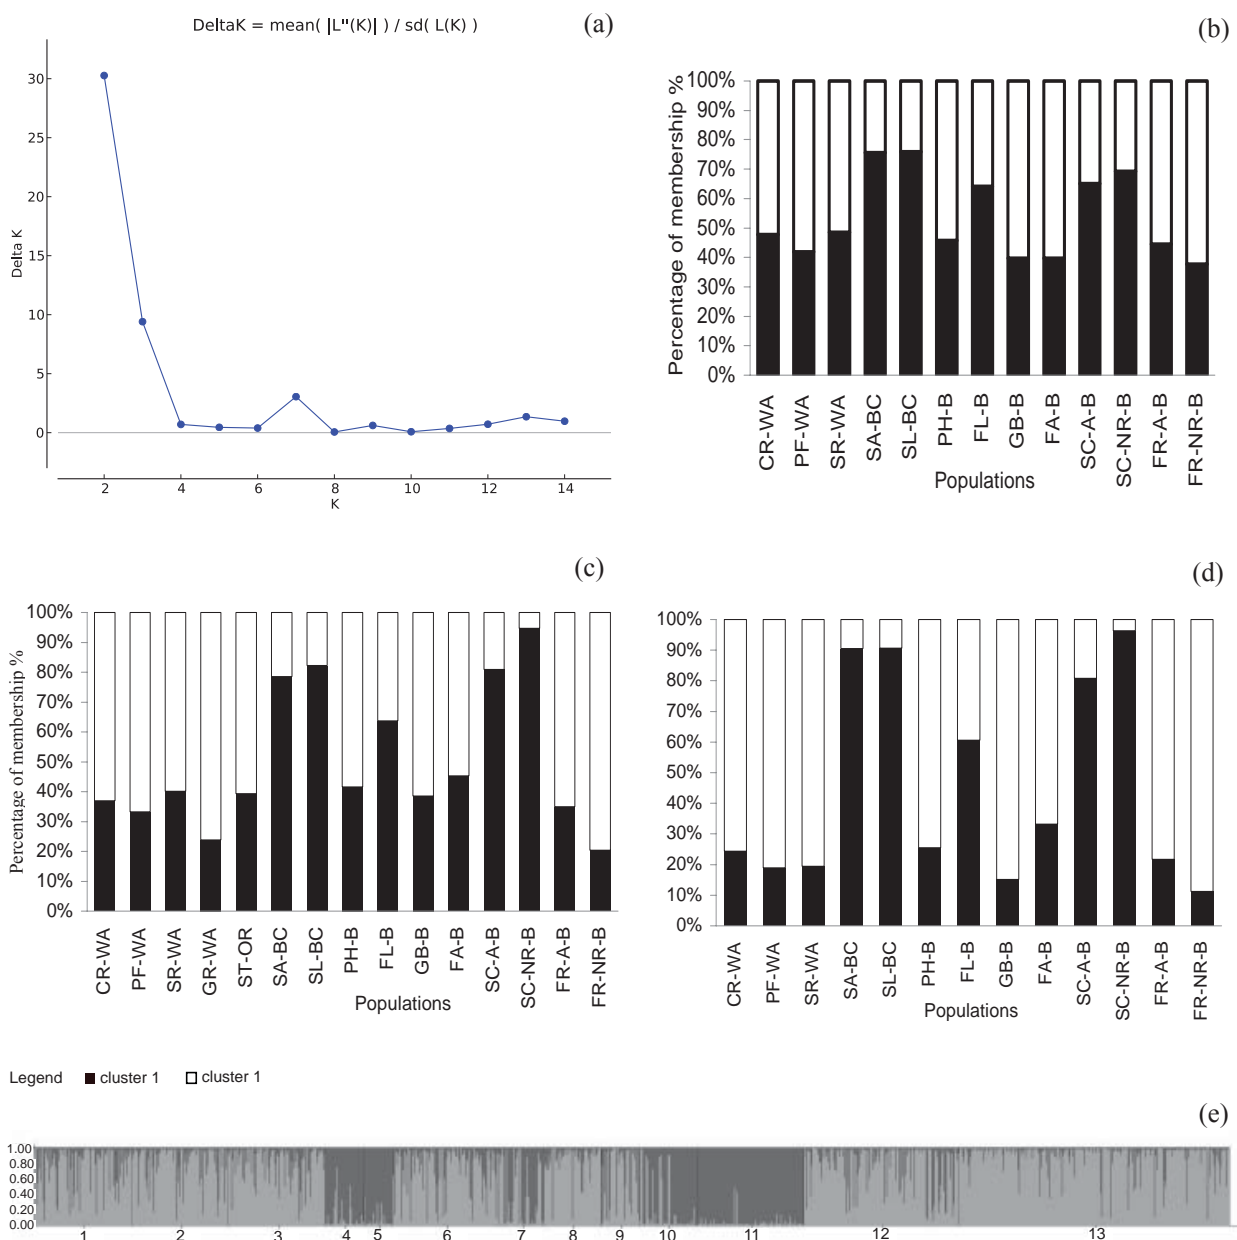 DeltaK = mean( |L"(K)| ) / sd( L(K) )
(a)
Delta K
30
25
20
15
10
5
0
2 4 6 8 10 12 14
K
(b)
Percentage of membership %
100%
90%
80%
70%
60%
50%
40%
30%
20%
10%
0%
CR-WA PF-WA SR-WA SA-BC SL-BC PH-B FL-B GB-B FA-B SC-A-B SC-NR-B FR-A-B FR-NR-B
Populations
(c)
Percentage of membership %
100%
90%
80%
70%
60%
50%
40%
30%
20%
10%
0%
CR-WA PF-WA SR-WA GR-WA ST-OR SA-BC SL-BC PH-B FL-B GB-B FA-B SC-A-B SC-NR-B FR-A-B FR-NR-B
Populations
(d)
100%
90%
80%
70%
60%
50%
40%
30%
20%
10%
0%
CR-WA PF-WA SR-WA SA-BC SL-BC PH-B FL-B GB-B FA-B SC-A-B SC-NR-B FR-A-B FR-NR-B
Populations
Legend cluster 1 cluster 1
(e)
1.00
0.80
0.60
0.40
0.20
0.00
1 2 3 4 5 6 7 8 9 10 11 12 13